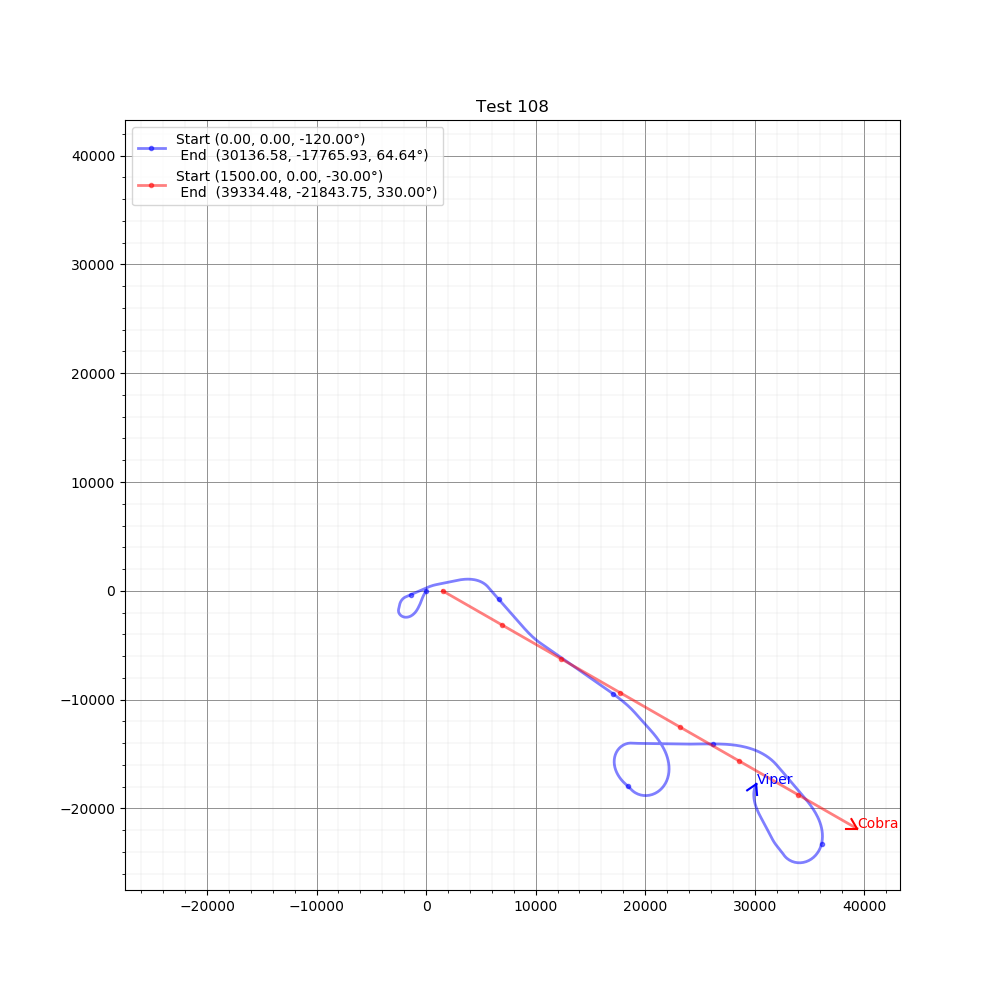 Test 108
Start (0.00, 0.00, -120.00°)
End (30136.58, -17765.93, 64.64°)
Start (1500.00, 0.00, -30.00°)
End (39334.48, -21843.75, 330.00°)
40000
30000
20000
10000
0
−10000
−20000
Viper
Cobra
−20000 −10000 0 10000 20000 30000 40000